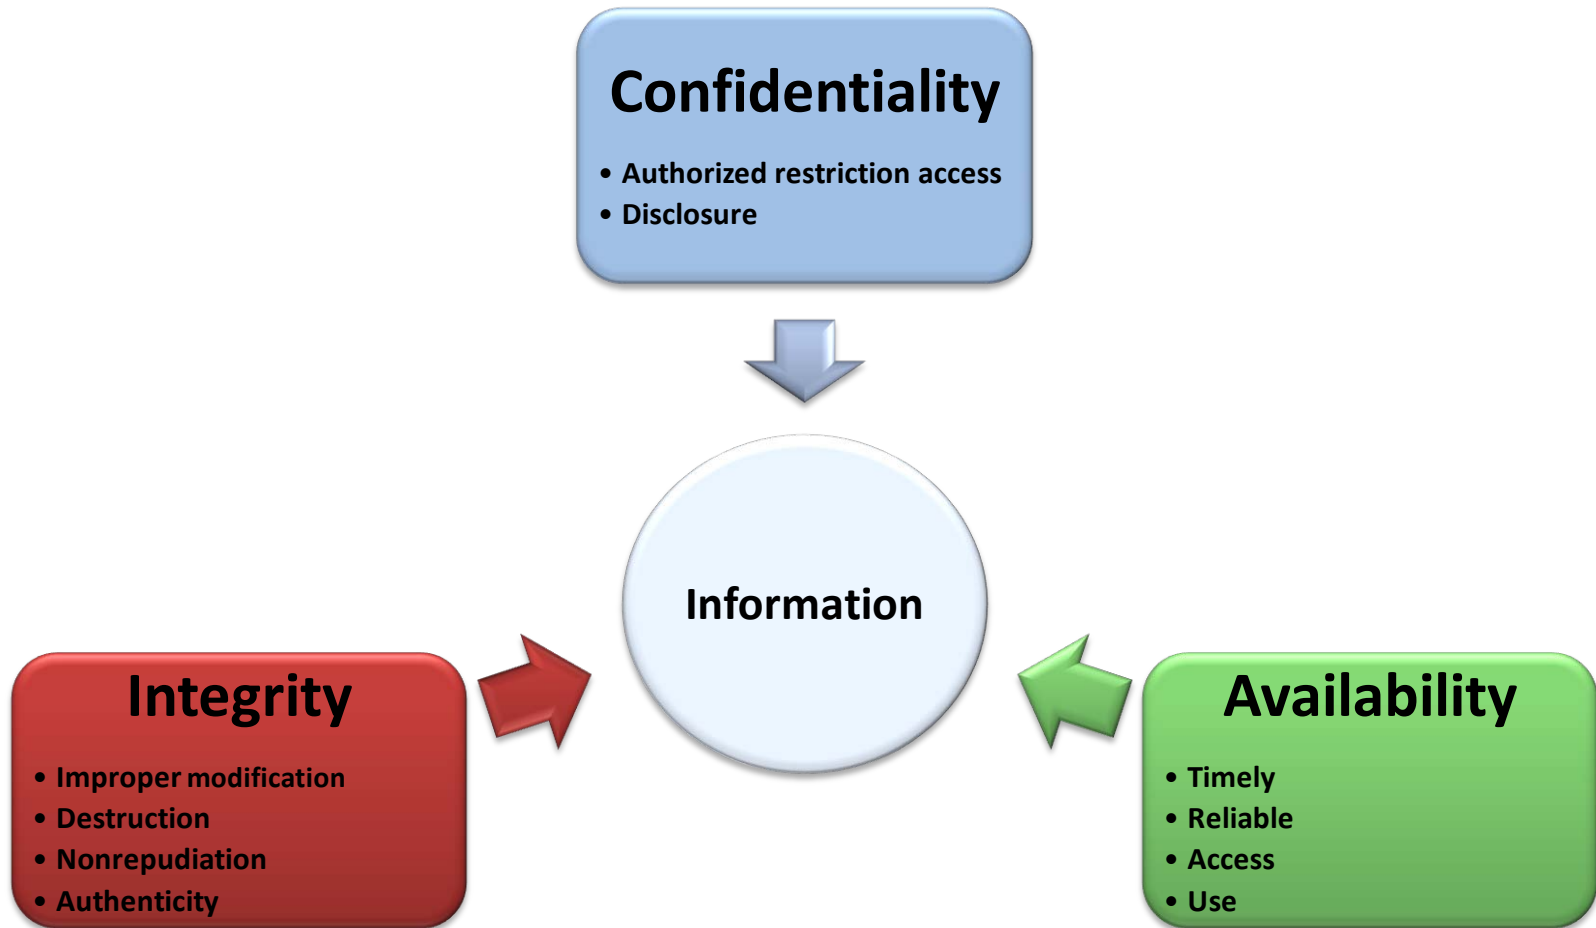 Confidentiality
• Authorized restriction access
• Disclosure
Information
Integrity
• Improper modification
• Destruction
• Nonrepudiation
• Authenticity
Availability
• Timely
• Reliable
• Access
• Use